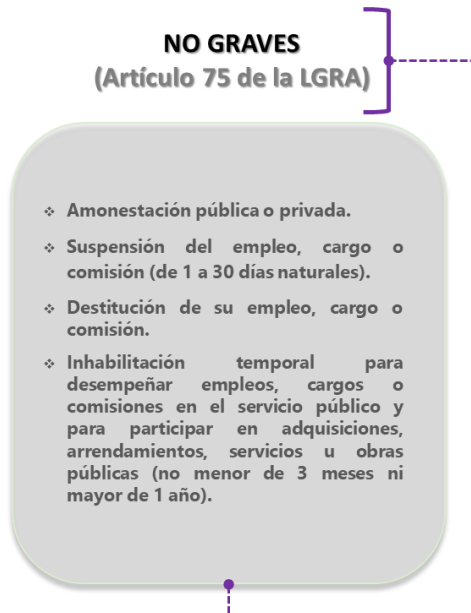 NO GRAVES
(Artículo 75 de la LGRA)
❖ Amonestación pública o privada.
❖ Suspensión del empleo, cargo o
comisión (de 1 a 30 días naturales).
❖ Destitución de su empleo, cargo o
comisión.
❖ Inhabilitación temporal para
desempeñar empleos, cargos o
comisiones en el servicio público y
para participar en adquisiciones,
arrendamientos, servicios u obras
públicas (no menor de 3 meses ni
mayor de 1 año).